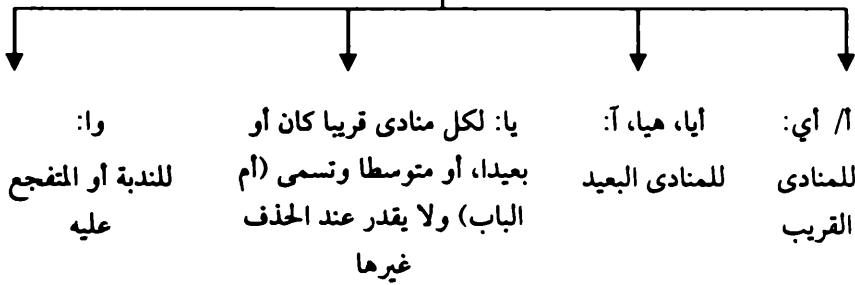 أ/ أي:
للمنادى
القريب
أيا، هيا، آ:
للمنادى البعيد
يا: لكل منادى قريبا كان أو
بعيدا، أو متوسطا وتسمى (أم
الباب) ولا يقدر عند الحذف
غيرها
وا:
للندبة أو المتفجع
عليه